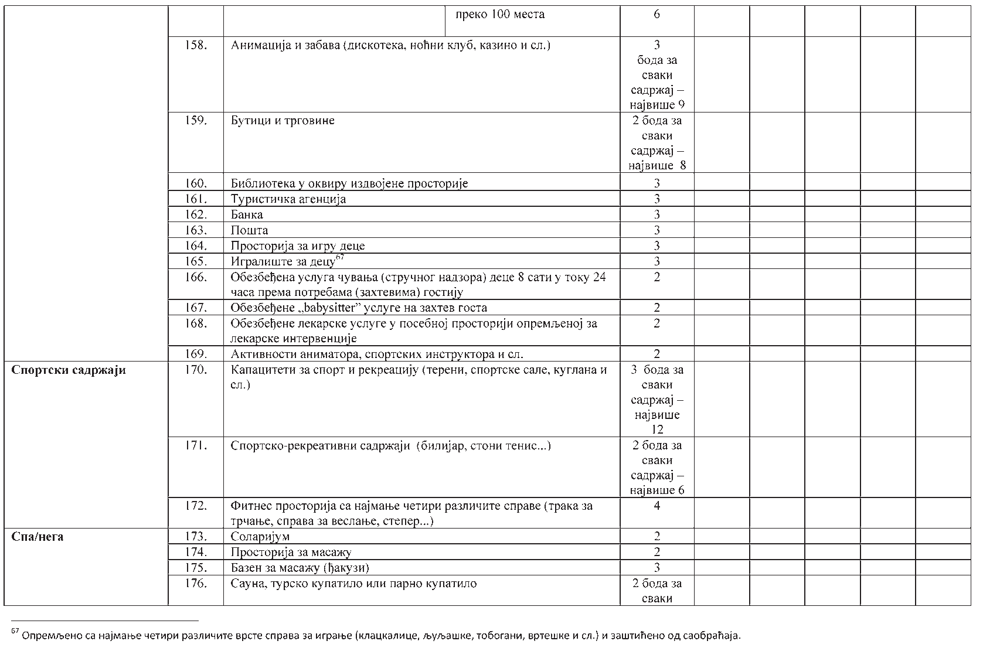 преко 100 места 6
158. Анимација и забава (дискотека, ноћни клуб, казино и сл.) 3
бода за
сваки
садржај –
највише 9
159. Бутици и трговине 2 бода за
сваки
садржај –
највише 8
160. Библиотека у оквиру издвојене просторије 3
161. Туристичка агенција 3
162. Банка 3
163. Пошта 3
164. Просторија за игру деце 3
165. Игралиште за децу67 3
166. Обезбеђена услуга чувања (стручног надзора) деце 8 сати у току 24 2
часа према потребама (захтевима) гостију
167. Обезбеђене „babysitter” услуге на захтев госта 2
168. Обезбеђене лекарске услуге у посебној просторији опремљеној за 2
лекарске интервенције
169. Активности аниматора, спортских инструктора и сл. 2
Спортски садржаји 170. Капацитети за спорт и рекреацију (терени, спортске сале, куглана и 3 бода за
сл.) сваки
садржај –
највише
12
171. Спортско-рекреативни садржаји (билијар, стони тенис...) 2 бода за
сваки
садржај –
највише 6
172. Фитнес просторија са најмање четири различите справе (трака за 4
трчање, справа за веслање, степер...)
Спа/нега 173. Соларијум 2
174. Просторија за масажу 2
175. Базен за масажу (ђакузи) 3
176. Сауна, турско купатило или парно купатило 2 бода за
сваки
67 Опремљено са најмање четири различите врсте справа за играње (клацкалице, љуљашке, тобогани, вртешке и сл.) и заштићено од саобраћаја.